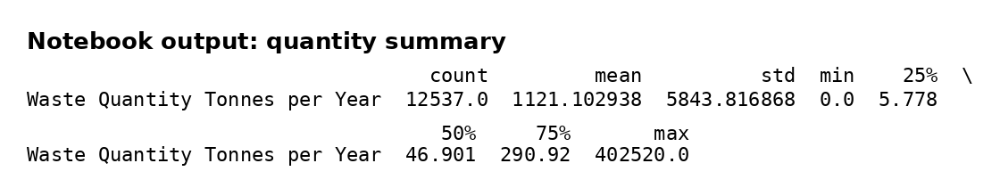 Notebook output: quantity summary
count mean std min 25% \
Waste Quantity Tonnes per Year 12537.0 1121.102938 5843.816868 0.0 5.778
50% 75% max
Waste Quantity Tonnes per Year 46.901 290.92 402520.0